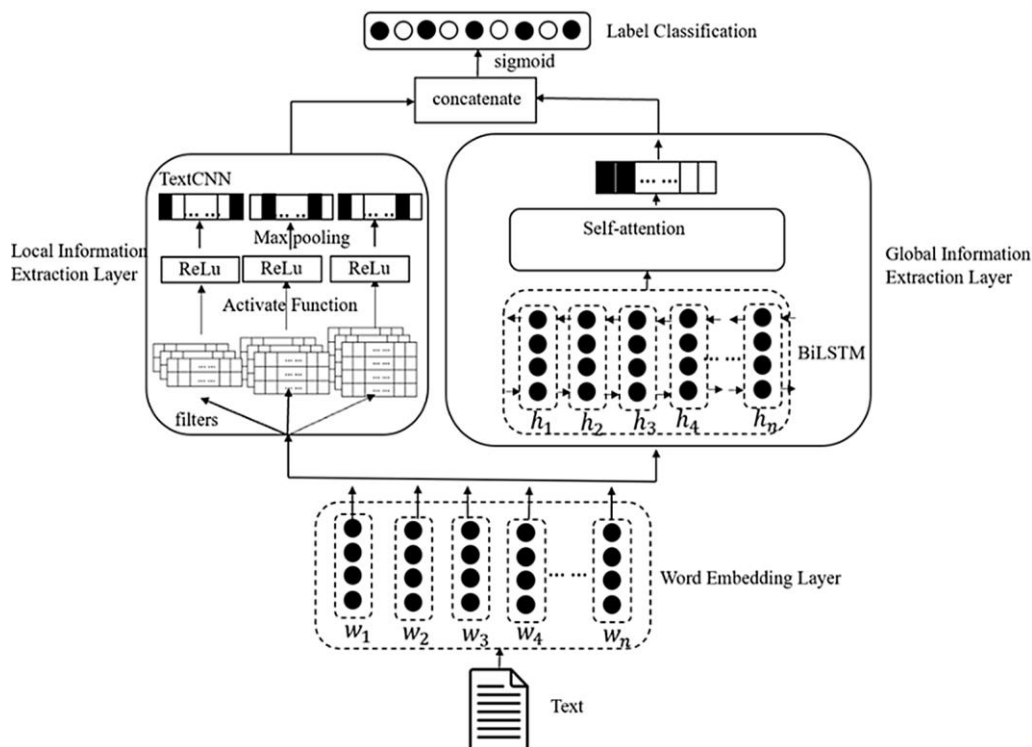 Label Classification
sigmoid
concatenate
TextCNN
... ...
... ...
... ...
... ...
Max pooling
Self-attention
Local Information
Extraction Layer
Global Information
Extraction Layer
ReLu
ReLu
ReLu
Activate Function
BiLSTM
... ...
... ...
... ...
... ...
... ...
... ...
... ...
... ...
filters
h₁
h₂
h₃
h₄
hₙ
... ...
Word Embedding Layer
w₁
w₂
w₃
w₄
wₙ
Text